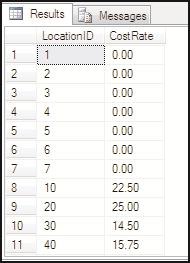 Results Messages
LocationID CostRate
1 1 0.00
2 2 0.00
3 3 0.00
4 4 0.00
5 5 0.00
6 6 0.00
7 7 0.00
8 10 22.50
9 20 25.00
10 30 14.50
11 40 15.75